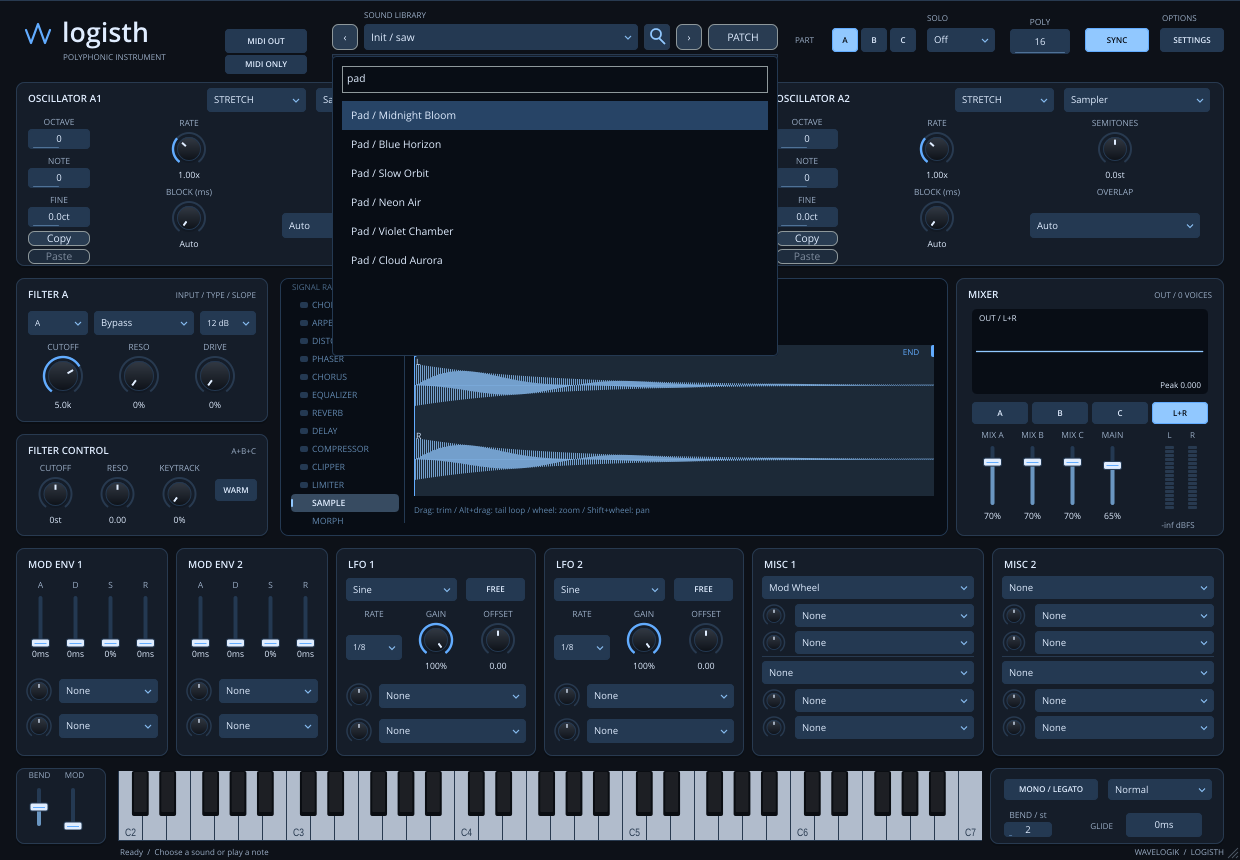 logisth
POLYPHONIC INSTRUMENT
MIDI OUT
MIDI ONLY
SOUND LIBRARY
‹
Init / saw
›
PATCH
PART
A
B
C
SOLO
Off
POLY
16
SYNC
OPTIONS
SETTINGS
pad
Pad / Midnight Bloom
Pad / Blue Horizon
Pad / Slow Orbit
Pad / Neon Air
Pad / Violet Chamber
Pad / Cloud Aurora
OSCILLATOR A1
STRETCH
Sa
OCTAVE
0
NOTE
0
FINE
0.0ct
Copy
Paste
RATE
1.00x
BLOCK (ms)
Auto
Auto
OSCILLATOR A2
STRETCH
Sampler
OCTAVE
0
NOTE
0
FINE
0.0ct
Copy
Paste
RATE
1.00x
BLOCK (ms)
Auto
SEMITONES
0.0st
OVERLAP
Auto
FILTER A
INPUT / TYPE / SLOPE
A
Bypass
12 dB
CUTOFF
RESO
DRIVE
5.0k
0%
0%
FILTER CONTROL
A+B+C
CUTOFF
RESO
KEYTRACK
WARM
0st
0.00
0%
SIGNAL RA
CHO
ARPE
DISTO
PHASER
CHORUS
EQUALIZER
REVERB
DELAY
COMPRESSOR
CLIPPER
LIMITER
SAMPLE
MORPH
END
L
R
Drag: trim / Alt+drag: tail loop / wheel: zoom / Shift+wheel: pan
MIXER
OUT / 0 VOICES
OUT / L+R
Peak 0.000
A
B
C
L+R
MIX A
MIX B
MIX C
MAIN
L
R
70%
70%
70%
65%
-inf dBFS
MOD ENV 1
A
D
S
R
0ms
0ms
0%
0ms
None
None
MOD ENV 2
A
D
S
R
0ms
0ms
0%
0ms
None
None
LFO 1
Sine
FREE
RATE
GAIN
OFFSET
1/8
100%
0.00
None
None
LFO 2
Sine
FREE
RATE
GAIN
OFFSET
1/8
100%
0.00
None
None
MISC 1
Mod Wheel
None
None
None
None
None
MISC 2
None
None
None
None
None
None
BEND
MOD
C2
C3
C4
C5
C6
C7
MONO / LEGATO
Normal
BEND / st
2
GLIDE
0ms
Ready / Choose a sound or play a note
WAVELOGIK / LOGISTH